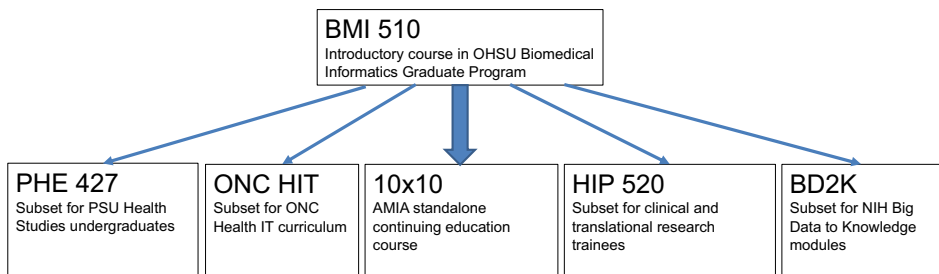 BMI 510
Introductory course in OHSU Biomedical
Informatics Graduate Program
PHE 427
Subset for PSU Health
Studies undergraduates
ONC HIT
Subset for ONC
Health IT curriculum
10x10
AMIA standalone
continuing education
course
HIP 520
Subset for clinical and
translational research
trainees
BD2K
Subset for NIH Big
Data to Knowledge
modules